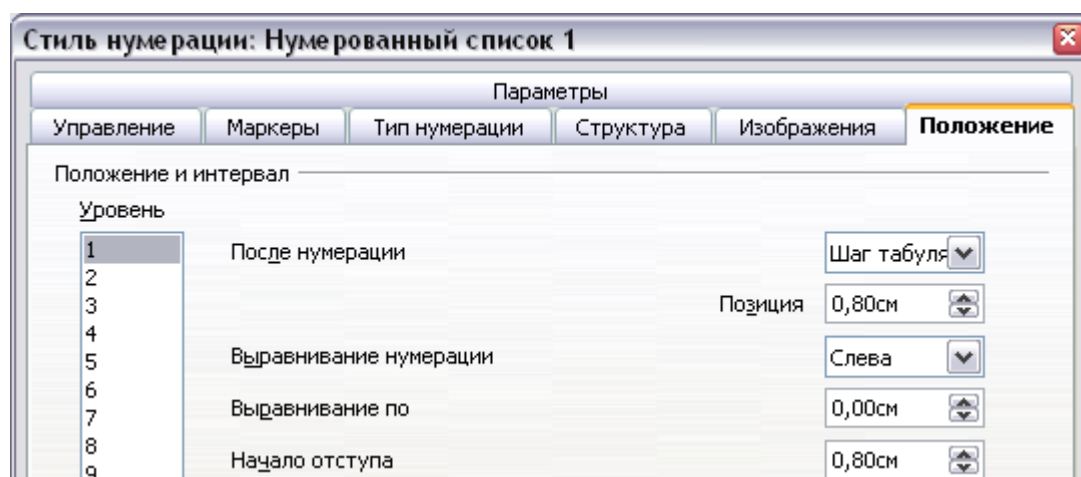 Стиль нумерации: Нумерованный список 1
Параметры
Управление Маркеры Тип нумерации Структура Изображения Положение
Положение и интервал
Уровень
1 После нумерации Шаг табуля
2
3 Позиция 0,80см
4
5 Выравнивание нумерации Слева
6
7 Выравнивание по 0,00см
8
9 Начало отступа 0,80см